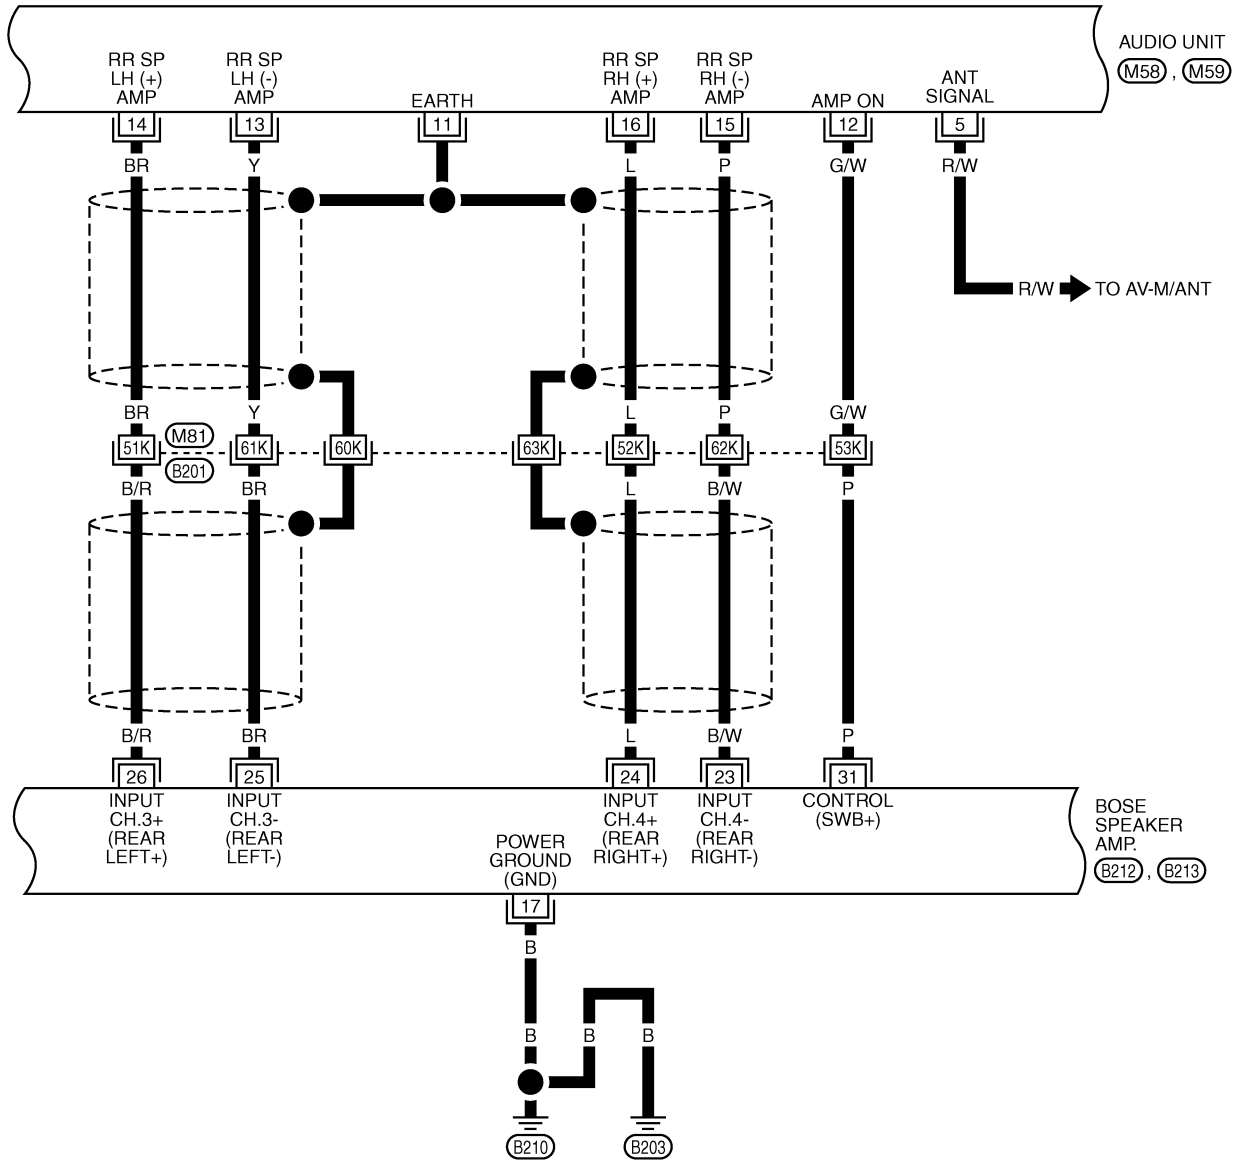 AUDIO UNIT
M58 , M59
RR SP
LH (+)
AMP
RR SP
LH (-)
AMP
EARTH
RR SP
RH (+)
AMP
RR SP
RH (-)
AMP
AMP ON
ANT
SIGNAL
14
13
11
16
15
12
5
BR
Y
L
P
G/W
R/W
R/W
TO AV-M/ANT
BR
Y
L
P
G/W
51K
M81
B201
61K
60K
63K
52K
62K
53K
B/R
BR
L
B/W
P
B/R
BR
L
B/W
P
26
25
24
23
31
INPUT
CH.3+
(REAR
LEFT+)
INPUT
CH.3-
(REAR
LEFT-)
INPUT
CH.4+
(REAR
RIGHT+)
INPUT
CH.4-
(REAR
RIGHT-)
CONTROL
(SWB+)
BOSE
SPEAKER
AMP.
B212 , B213
POWER
GROUND
(GND)
17
B
B
B
B
B210
B203